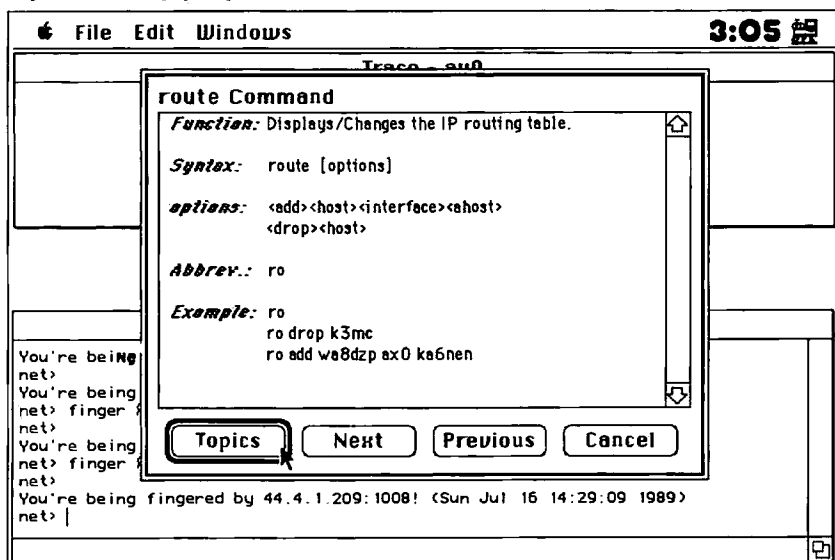 File Edit Windows 3:05
Trace - ax0
route Command
Function: Displays/Changes the IP routing table.
Syntax: route [options]
options: <add><host><interface><ahost>
<drop><host>
Abbrev.: ro
Example: ro
ro drop k3mc
ro add wa8dzp ax0 ka6nen
Topics Next Previous Cancel
You're being
net>
You're being
net> finger
net>
You're being
net> finger
net>
You're being fingered by 44.4.1.209:1008! (Sun Jul 16 14:29:09 1989)
net>